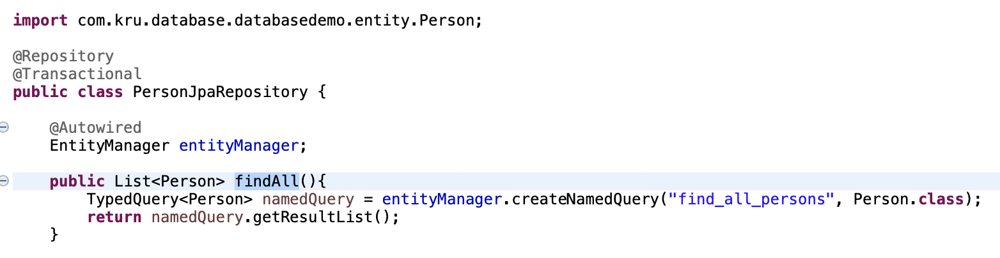 import com.kru.database.databasedemo.entity.Person;
@Repository
@Transactional
public class PersonJpaRepository {
@Autowired
EntityManager entityManager;
public List<Person> findAll(){
TypedQuery<Person> namedQuery = entityManager.createNamedQuery("find_all_persons", Person.class);
return namedQuery.getResultList();
}